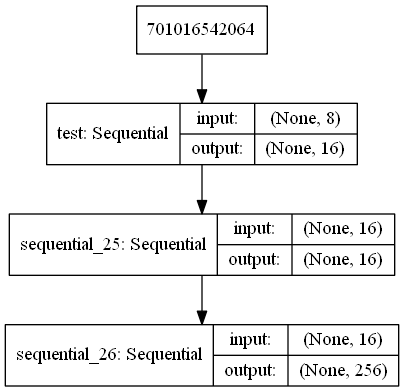 701016542064
test: Sequential
input: (None, 8)
output: (None, 16)
sequential_25: Sequential
input: (None, 16)
output: (None, 16)
sequential_26: Sequential
input: (None, 16)
output: (None, 256)